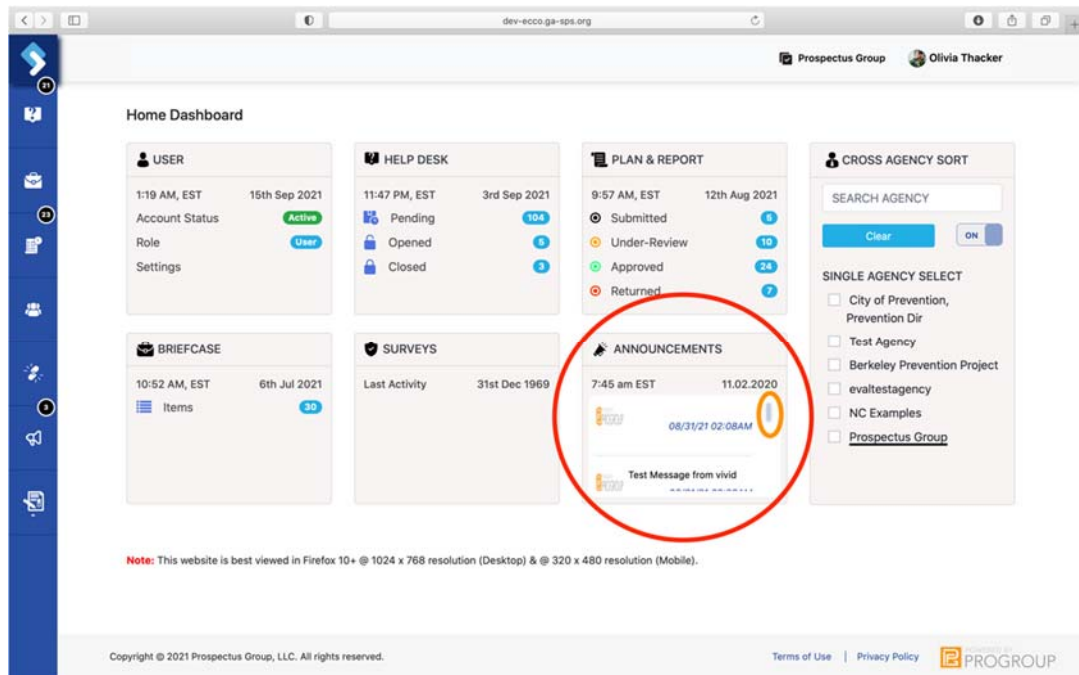 dev-ecco.ga-sps.org
Prospectus Group Olivia Thacker
21
Home Dashboard
USER
1:19 AM, EST 15th Sep 2021
Account Status Active
Role User
Settings
HELP DESK
11:47 PM, EST 3rd Sep 2021
Pending 104
Opened 5
Closed 3
PLAN & REPORT
9:57 AM, EST 12th Aug 2021
Submitted 5
Under-Review 10
Approved 24
Returned 7
CROSS AGENCY SORT
SEARCH AGENCY
Clear ON
SINGLE AGENCY SELECT
City of Prevention,
Prevention Dir
Test Agency
Berkeley Prevention Project
evaltestagency
NC Examples
Prospectus Group
23
BRIEFCASE
10:52 AM, EST 6th Jul 2021
Items 30
SURVEYS
Last Activity 31st Dec 1969
ANNOUNCEMENTS
7:45 am EST 11.02.2020
PROGROUP
08/31/21 02:08AM
Test Message from vivid
PROGROUP
3
Note: This website is best viewed in Firefox 10+ @ 1024 x 768 resolution (Desktop) & @ 320 x 480 resolution (Mobile).
Copyright @ 2021 Prospectus Group, LLC. All rights reserved.
Terms of Use | Privacy Policy
POWERED BY
PROGROUP